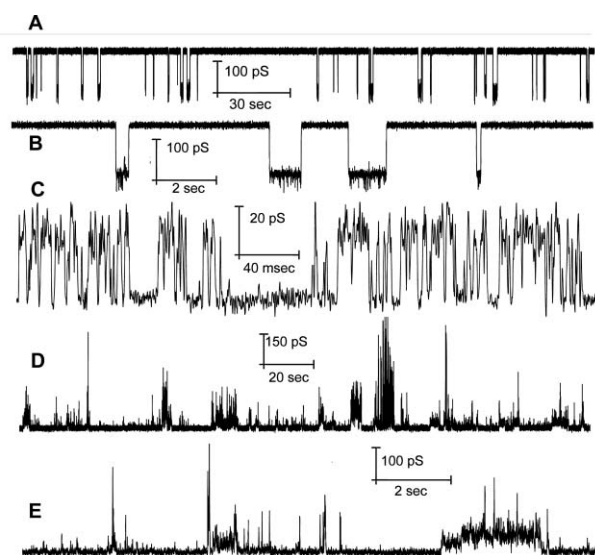 A
100 pS
30 sec
B
100 pS
2 sec
C
20 pS
40 msec
D
150 pS
20 sec
E
100 pS
2 sec